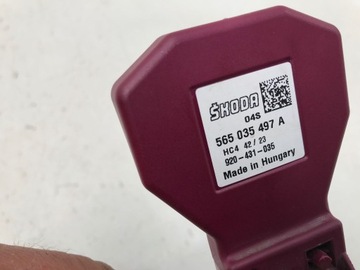 ŠKODA
04S
565 035 497 A
HC4 42 / 23
920-431-035
Made in Hungary